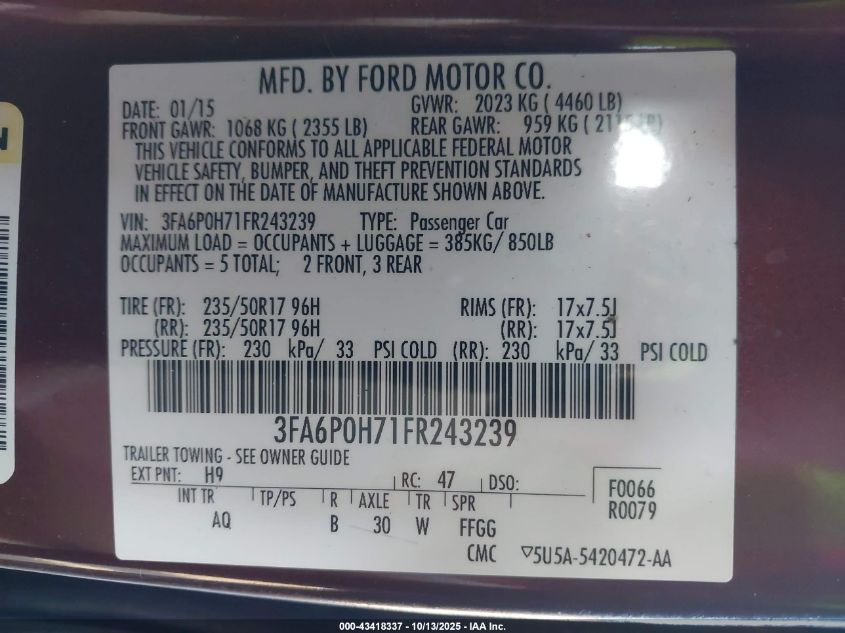 MFD. BY FORD MOTOR CO.
DATE: 01/15 GVWR: 2023 KG ( 4460 LB)
FRONT GAWR: 1068 KG ( 2355 LB) REAR GAWR: 959 KG (
THIS VEHICLE CONFORMS TO ALL APPLICABLE FEDERAL MOTOR
VEHICLE SAFETY, BUMPER, AND THEFT PREVENTION STANDARDS
IN EFFECT ON THE DATE OF MANUFACTURE SHOWN ABOVE.
VIN: 3FA6P0H71FR243239 TYPE: Passenger Car
MAXIMUM LOAD = OCCUPANTS + LUGGAGE = 385KG/ 850LB
OCCUPANTS = 5 TOTAL; 2 FRONT, 3 REAR
TIRE (FR): 235/50R17 96H RIMS (FR): 17x7.5J
(RR): 235/50R17 96H (RR): 17x7.5J
PRESSURE (FR): 230 kPa/ 33 PSI COLD (RR): 230 kPa/ 33 PSI COLD
3FA6P0H71FR243239
TRAILER TOWING - SEE OWNER GUIDE
EXT PNT: H9 RC: 47 DSO:
INT TR TP/PS R AXLE TR SPR
AQ B 30 W FFGG
F0066
R0079
CMC ▽5U5A-5420472-AA
N
000-43418337 - 10/13/2025 - IAA Inc.